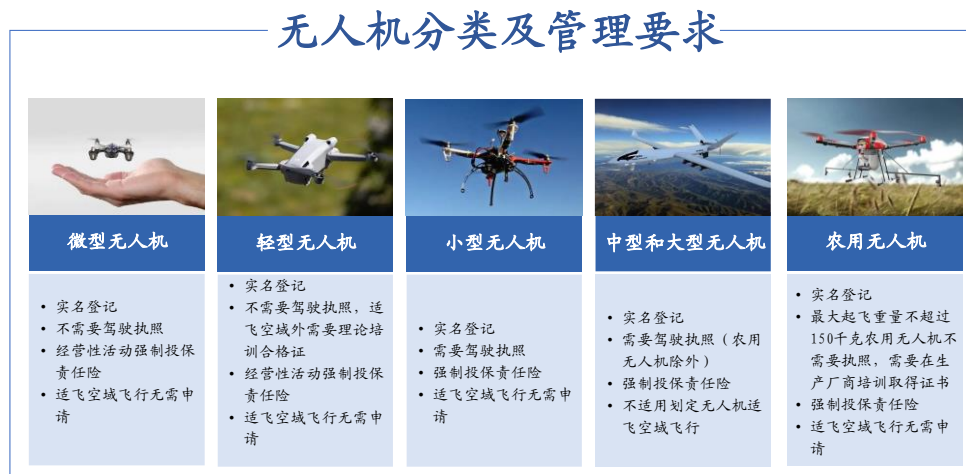 无人机分类及管理要求
微型无人机
• 实名登记
• 不需要驾驶执照
• 经营性活动强制投保
责任险
• 适飞空域飞行无需申
请
轻型无人机
• 实名登记
• 不需要驾驶执照，适
飞空域外需要理论培
训合格证
• 经营性活动强制投保
责任险
• 适飞空域飞行无需申
请
小型无人机
• 实名登记
• 需要驾驶执照
• 强制投保责任险
• 适飞空域飞行无需申
请
中型和大型无人机
• 实名登记
• 需要驾驶执照（农用
无人机除外）
• 强制投保责任险
• 不适用划定无人机适
飞空域飞行
农用无人机
• 实名登记
• 最大起飞重量不超过
150千克农用无人机不
需要执照，需要在生
产厂商培训取得证书
• 强制投保责任险
• 适飞空域飞行无需申
请